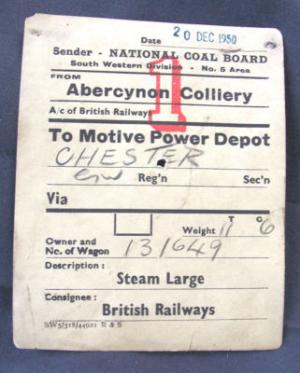 Date 20 DEC 1950
Sender - NATIONAL COAL BOARD
South Western Division - No. 5 Area
FROM
1
Abercynon Colliery
A/c of British Railways
To Motive Power Depot
CHESTER
GW Reg'n Sec'n
Via
Weight T C
11 6
Owner and
No. of Wagon 131649
Description :
Steam Large
Consignee :
British Railways
R & S